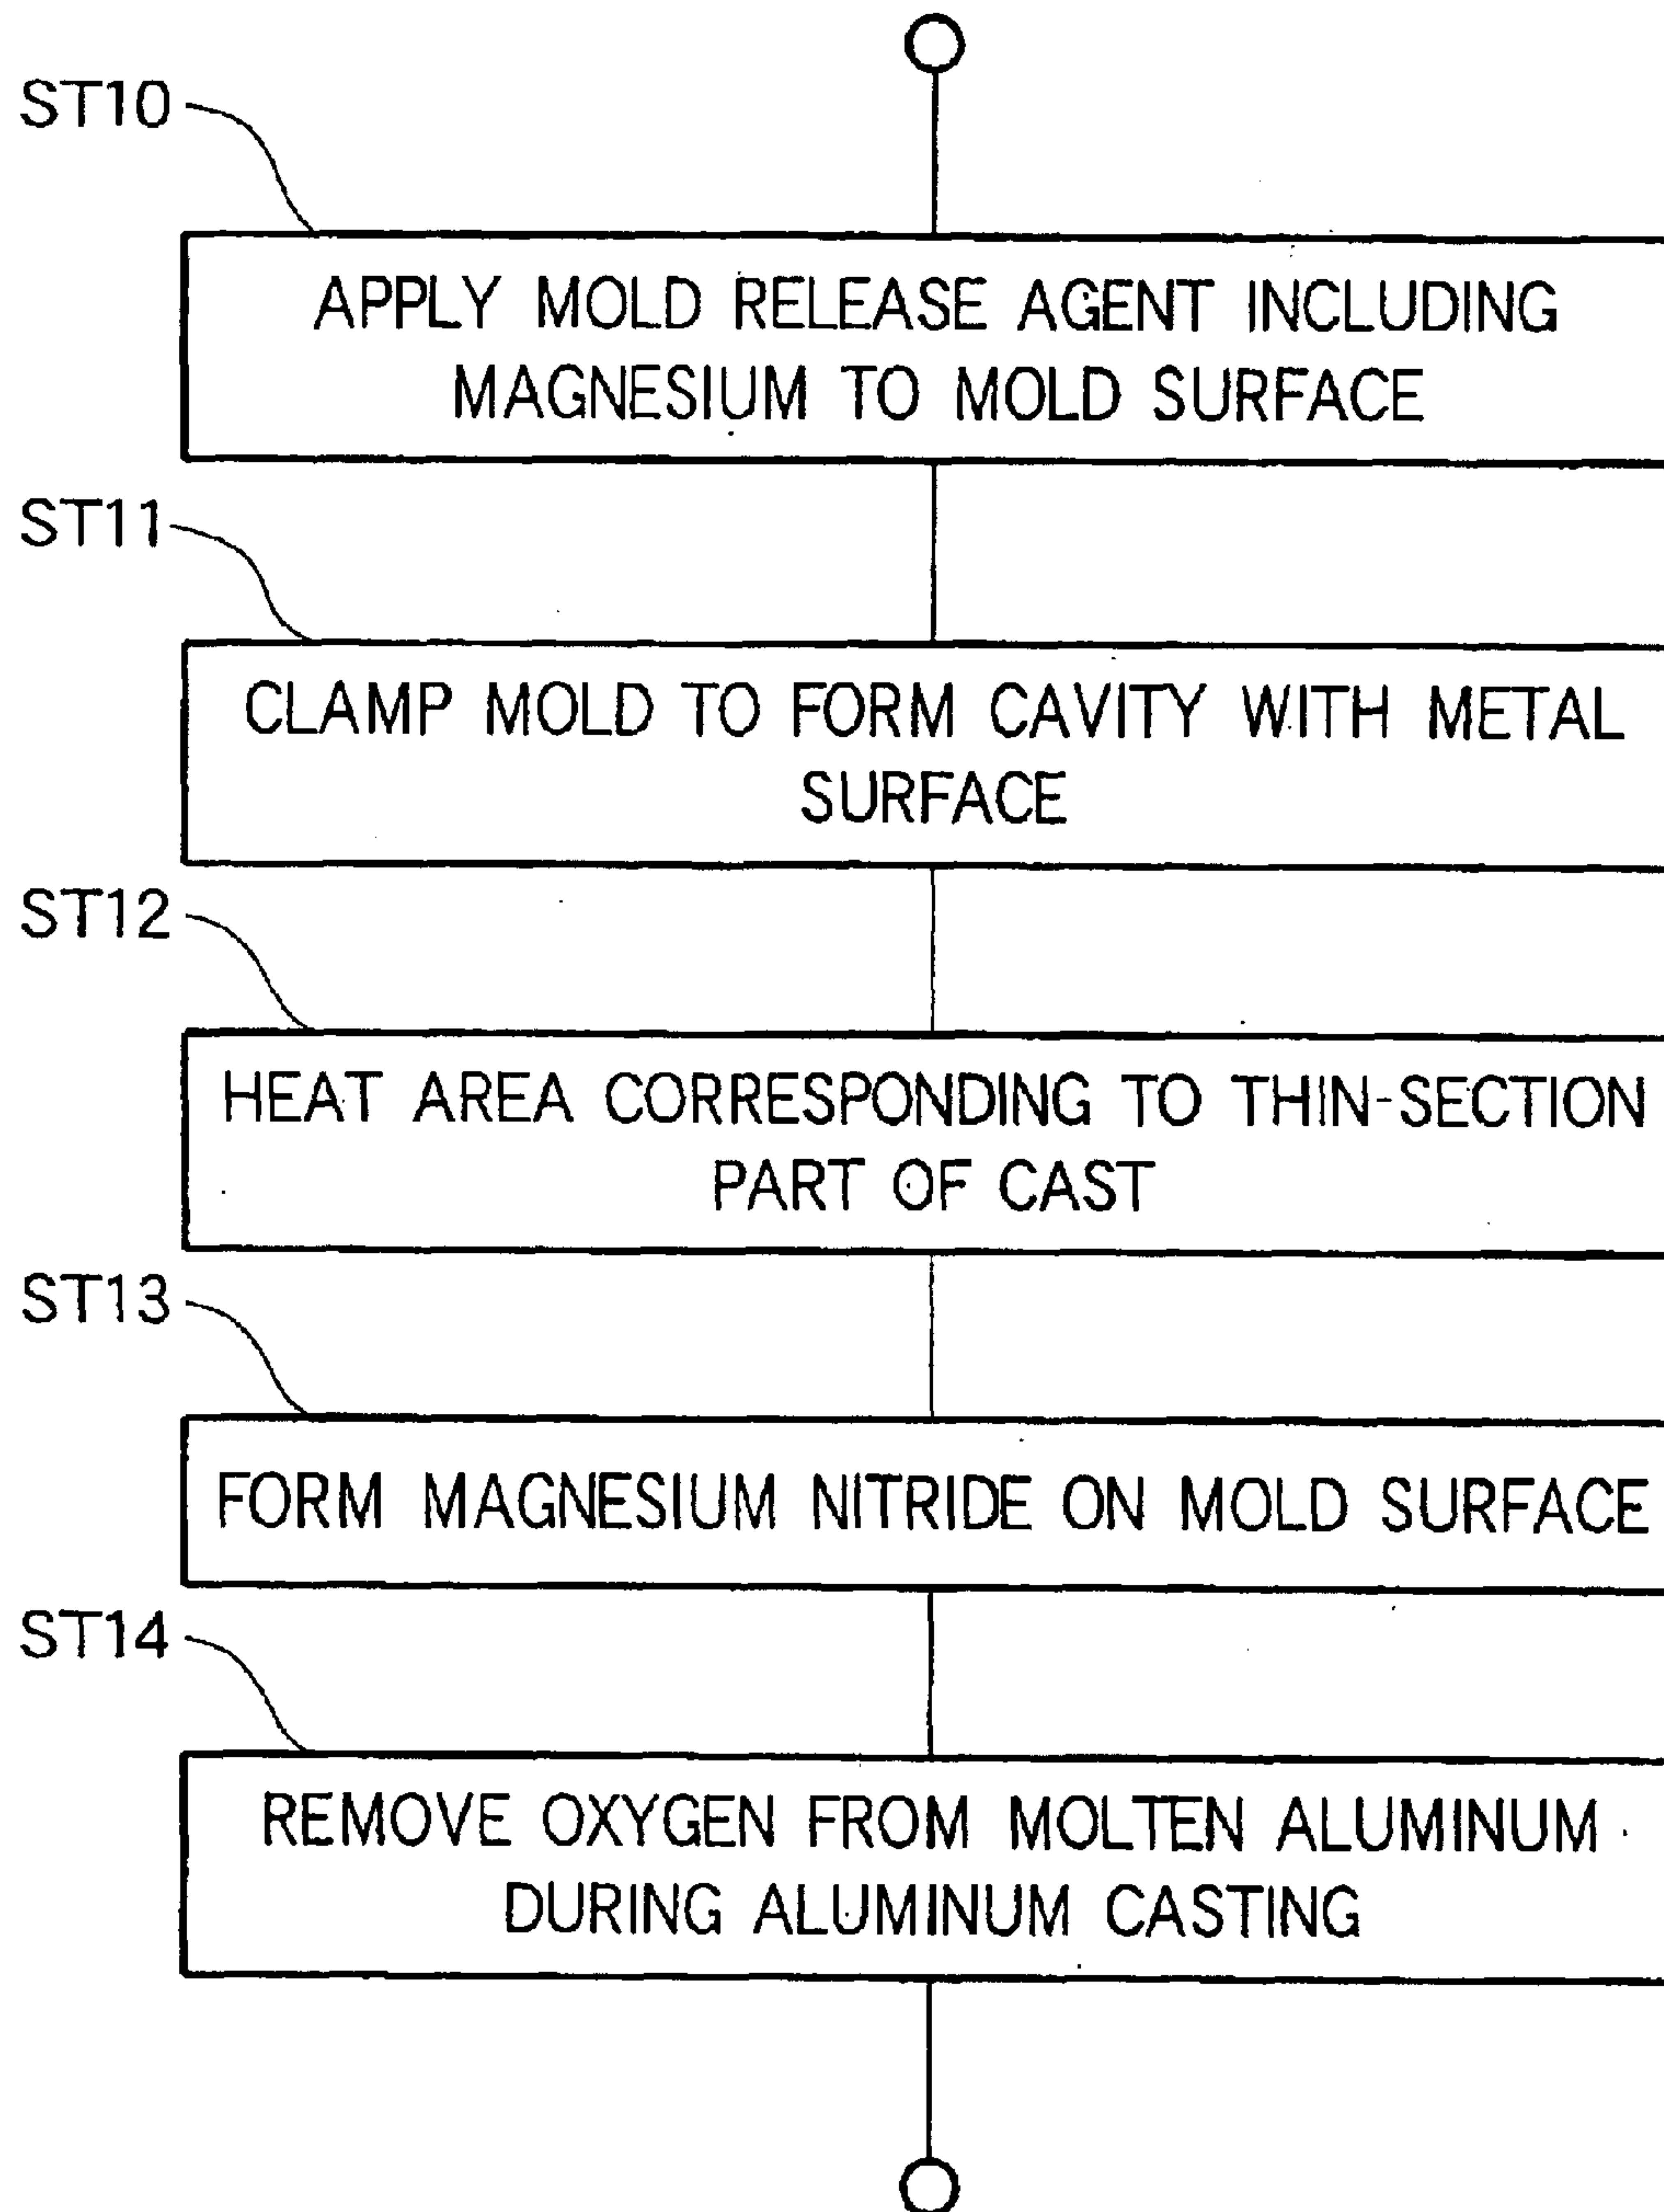 ST10
APPLY MOLD RELEASE AGENT INCLUDING
MAGNESIUM TO MOLD SURFACE
ST11
CLAMP MOLD TO FORM CAVITY WITH METAL
SURFACE
ST12
HEAT AREA CORRESPONDING TO THIN-SECTION
PART OF CAST
ST13
FORM MAGNESIUM NITRIDE ON MOLD SURFACE
ST14
REMOVE OXYGEN FROM MOLTEN ALUMINUM
DURING ALUMINUM CASTING